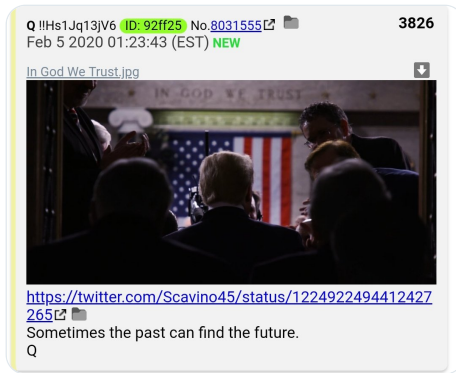 Q !!Hs1Jq13jV6 ID: 92ff25 No.8031555 3826
Feb 5 2020 01:23:43 (EST) NEW
In God We Trust.jpg
IN GOD WE TRUST
https://twitter.com/Scavino45/status/1224922494412427
265
Sometimes the past can find the future.
Q